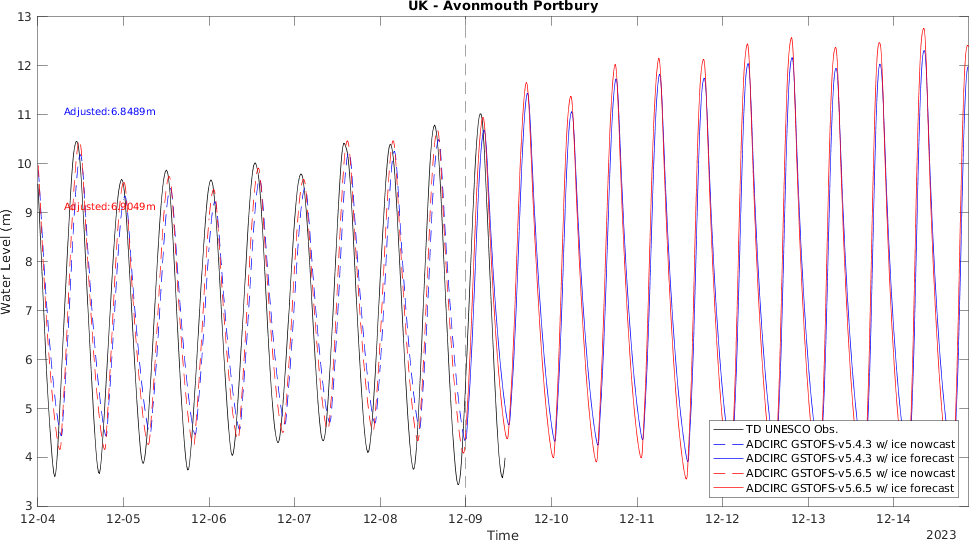 UK - Avonmouth Portbury
13
12
11
10
9
8
7
6
5
4
3
Water Level (m)
Adjusted:6.8489m
Adjusted:6.9049m
TD UNESCO Obs.
ADCIRC GSTOFS-v5.4.3 w/ ice nowcast
ADCIRC GSTOFS-v5.4.3 w/ ice forecast
ADCIRC GSTOFS-v5.6.5 w/ ice nowcast
ADCIRC GSTOFS-v5.6.5 w/ ice forecast
12-04 12-05 12-06 12-07 12-08 12-09 12-10 12-11 12-12 12-13 12-14
Time
2023